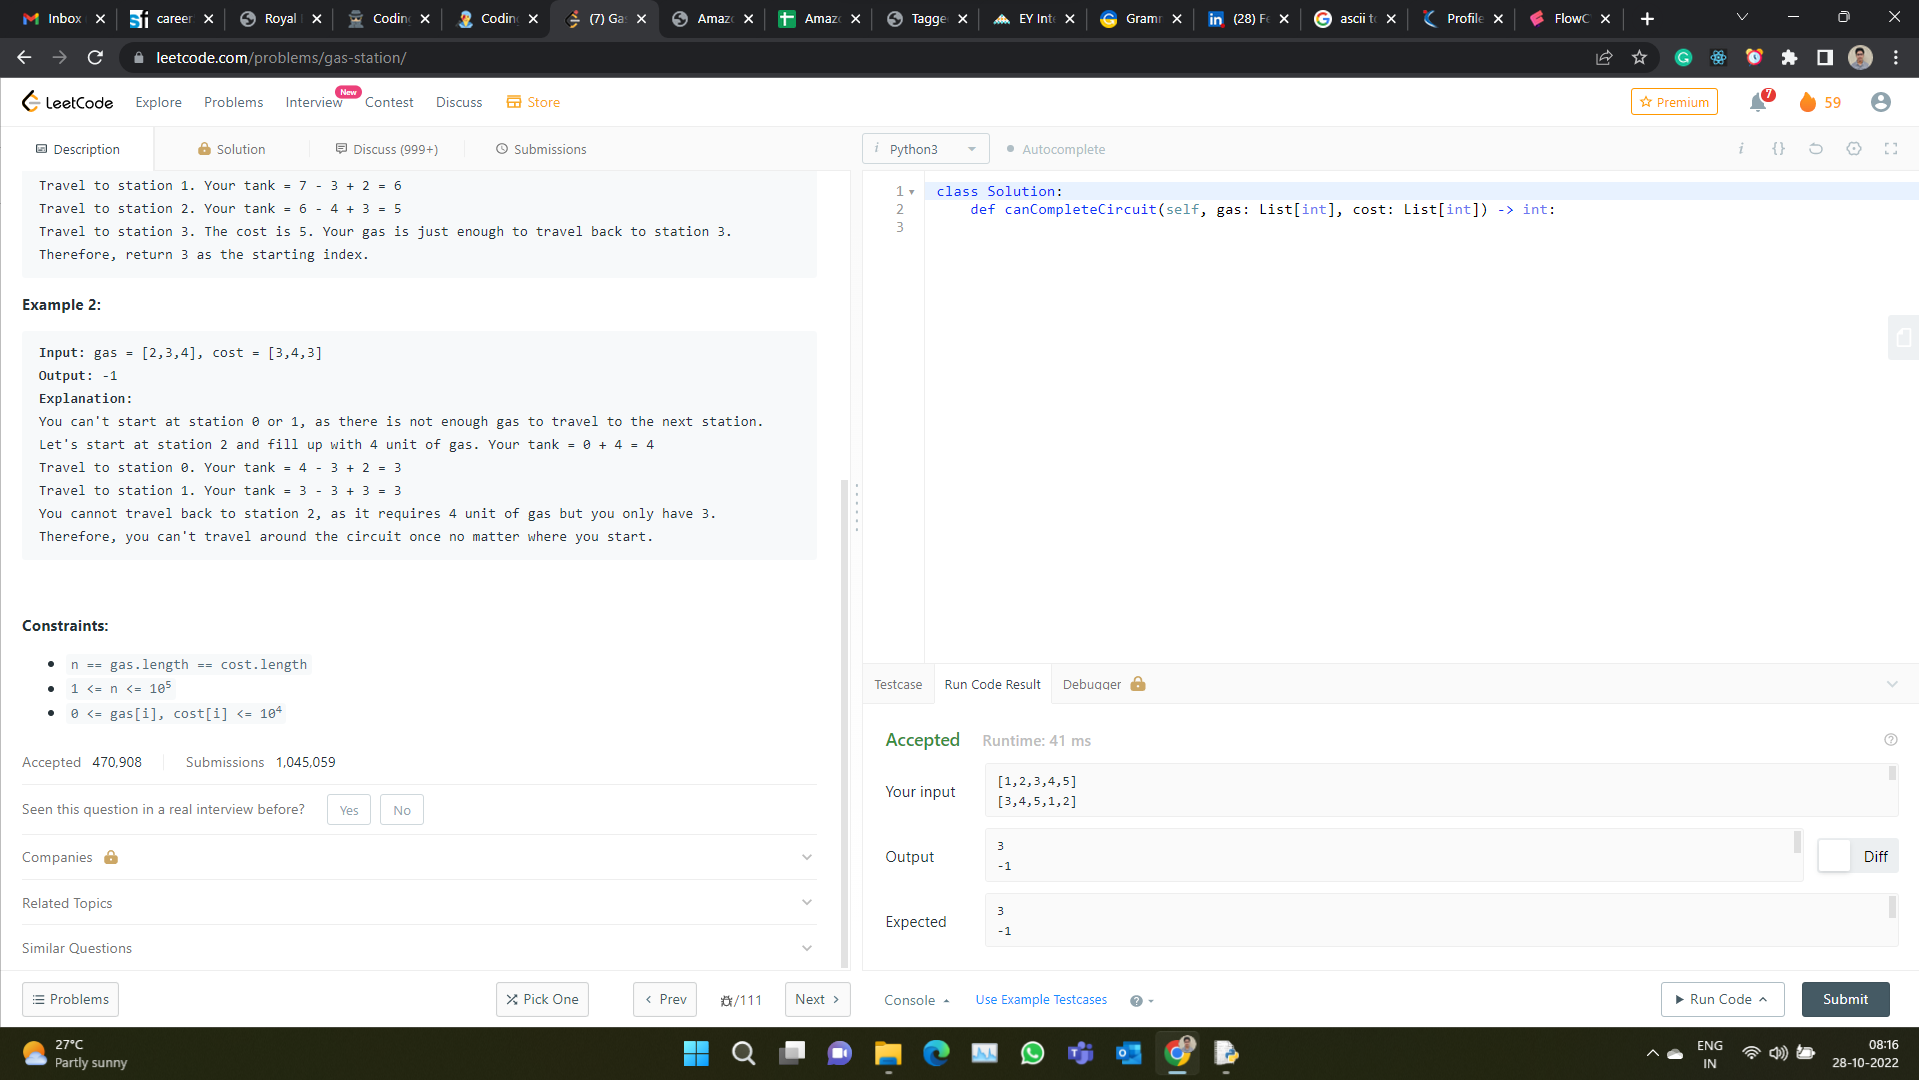 Inbox
career
Royal
Codin
Codin
(7) Ga
Amaz
Amaz
Tagge
EY Int
Gram
(28) Fe
ascii t
Profile
FlowC
leetcode.com/problems/gas-station/
LeetCode Explore Problems Interview New Contest Discuss Store
Premium 7 59
Description Solution Discuss (999+) Submissions
Travel to station 1. Your tank = 7 - 3 + 2 = 6
Travel to station 2. Your tank = 6 - 4 + 3 = 5
Travel to station 3. The cost is 5. Your gas is just enough to travel back to station 3.
Therefore, return 3 as the starting index.
Example 2:
Input: gas = [2,3,4], cost = [3,4,3]
Output: -1
Explanation:
You can't start at station 0 or 1, as there is not enough gas to travel to the next station.
Let's start at station 2 and fill up with 4 unit of gas. Your tank = 0 + 4 = 4
Travel to station 0. Your tank = 4 - 3 + 2 = 3
Travel to station 1. Your tank = 3 - 3 + 3 = 3
You cannot travel back to station 2, as it requires 4 unit of gas but you only have 3.
Therefore, you can't travel around the circuit once no matter where you start.
Constraints:
n == gas.length == cost.length
1 <= n <= 10⁵
0 <= gas[i], cost[i] <= 10⁴
Accepted 470,908 Submissions 1,045,059
Seen this question in a real interview before? Yes No
Companies
Related Topics
Similar Questions
Problems Pick One Prev /111 Next
i Python3 Autocomplete i {}
1 class Solution:
2 def canCompleteCircuit(self, gas: List[int], cost: List[int]) -> int:
3
Testcase Run Code Result Debugger
Accepted Runtime: 41 ms
Your input
[1,2,3,4,5]
[3,4,5,1,2]
Output
3
-1
Diff
Expected
3
-1
Console Use Example Testcases Run Code Submit
27°C
Partly sunny
ENG
IN
08:16
28-10-2022